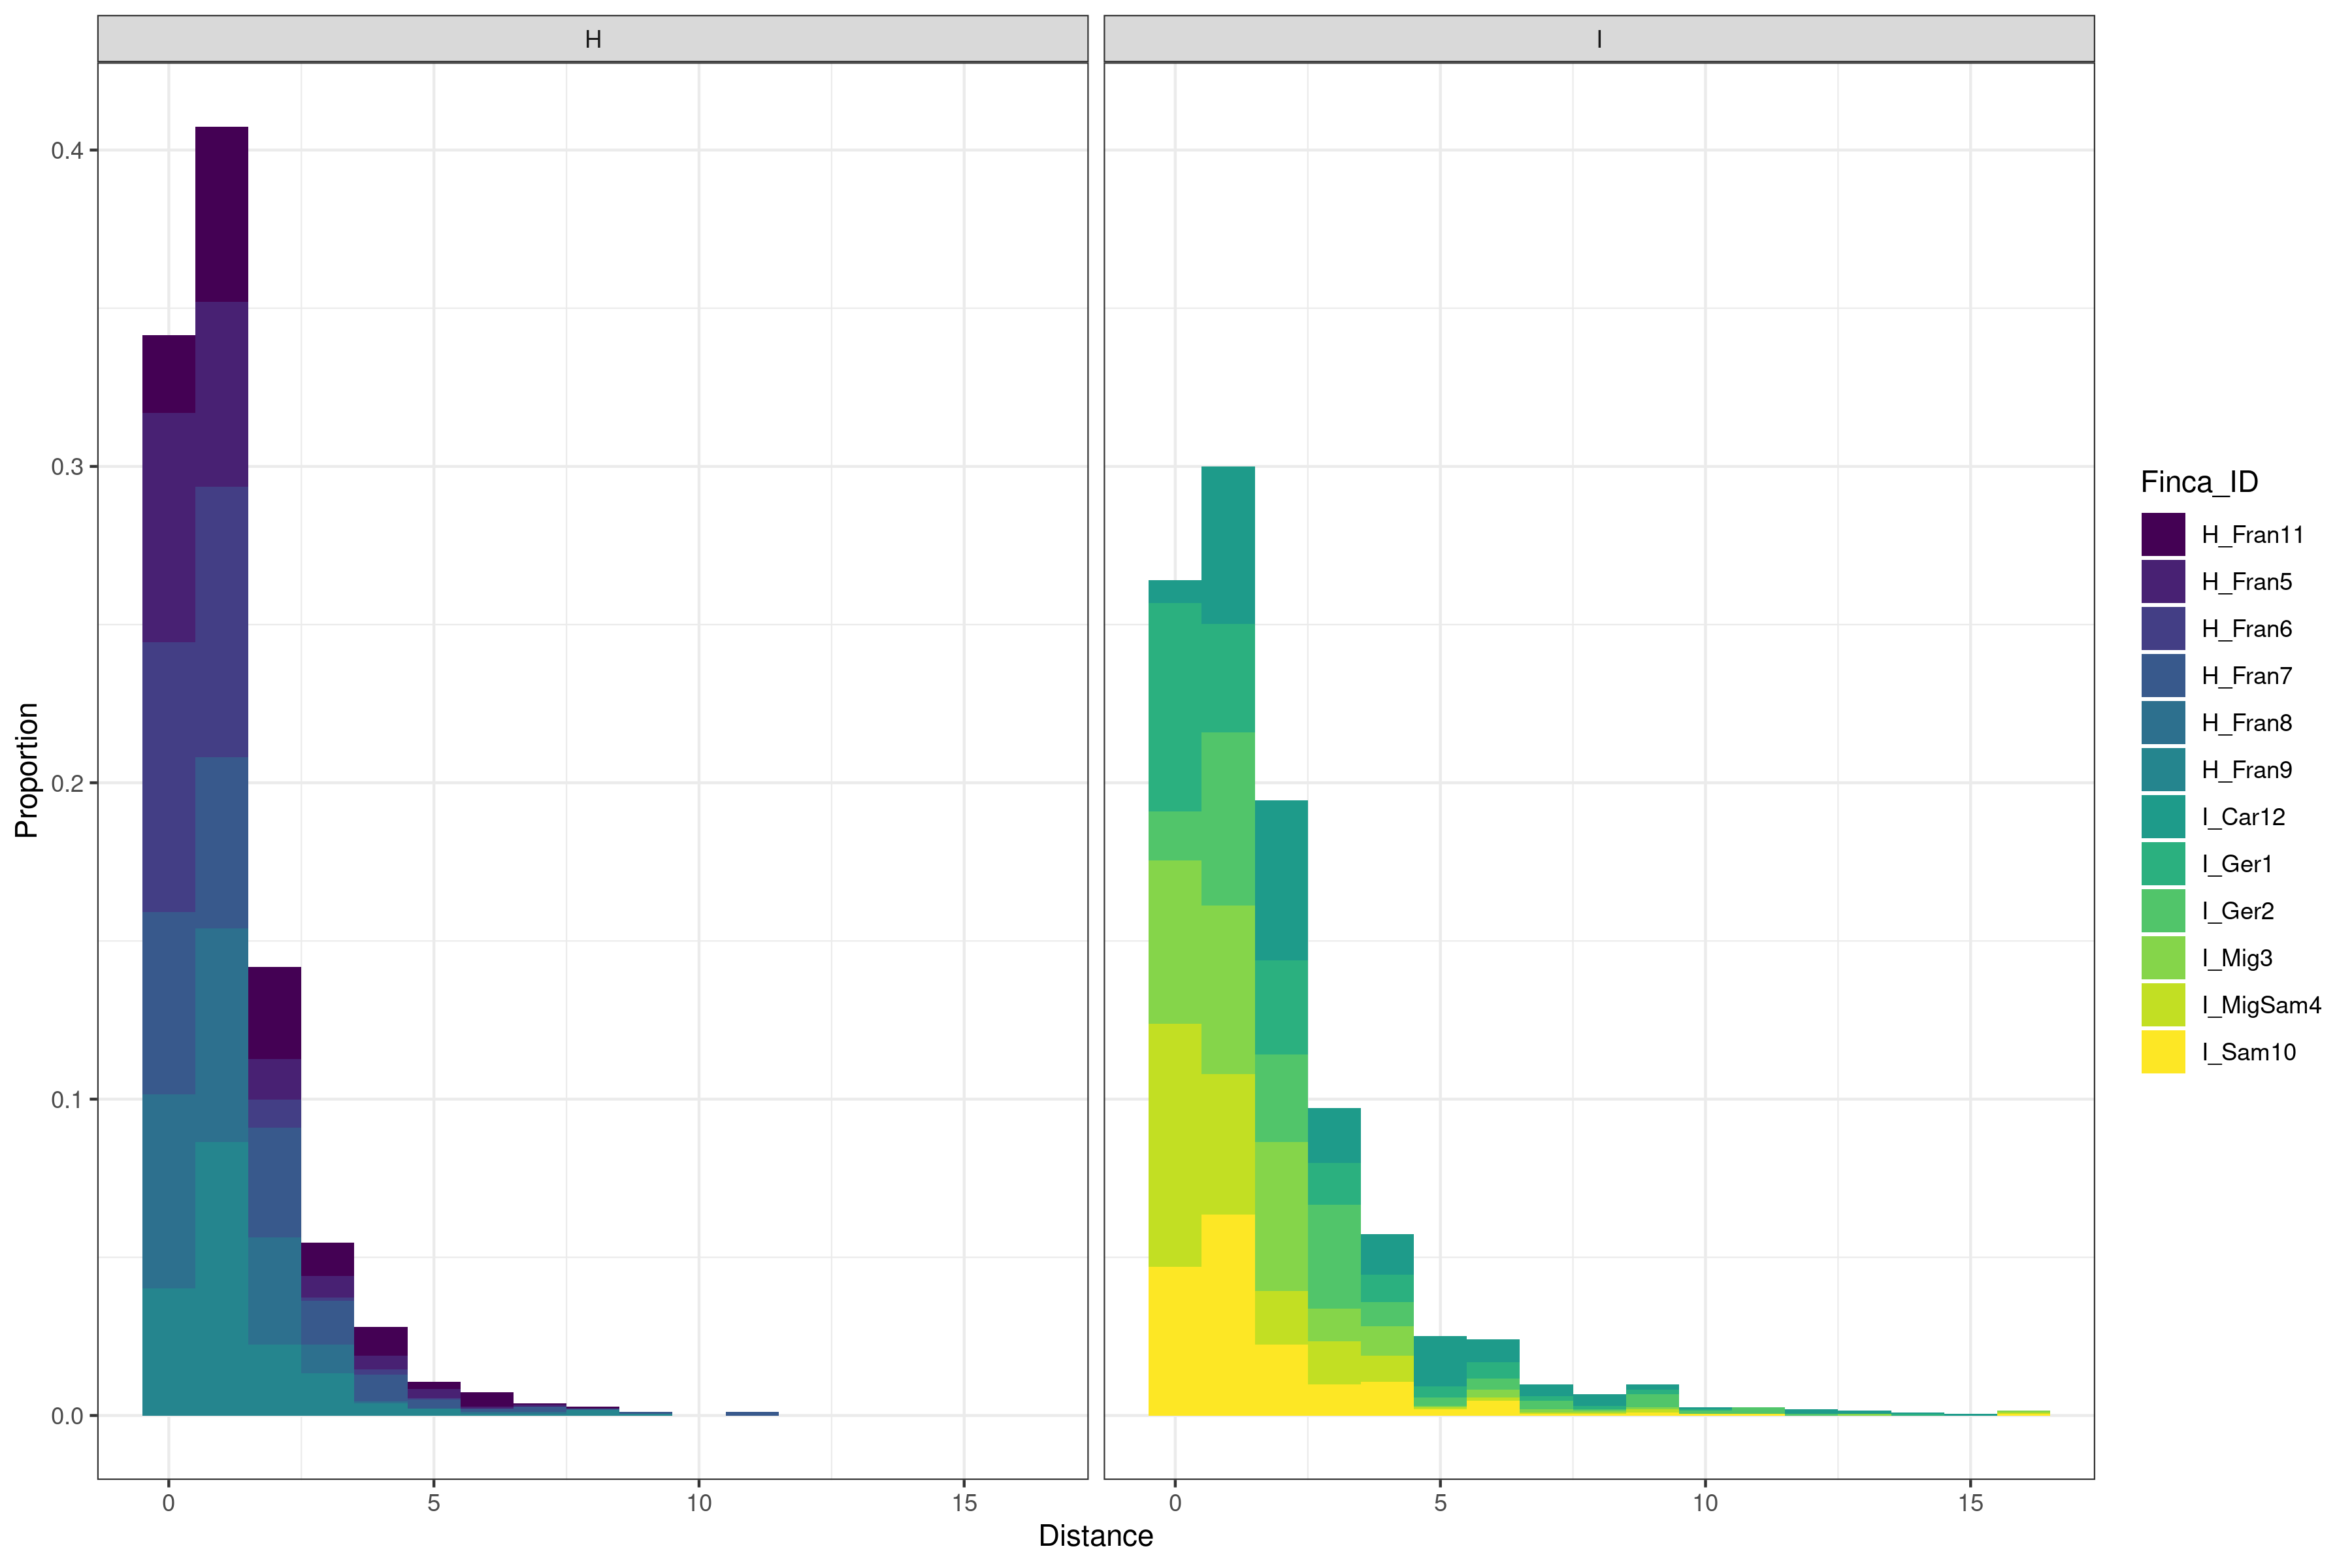 H
I
0.4
0.3
0.2
0.1
0.0
Proportion
0
5
10
15
0
5
10
15
Distance
Finca_ID
H_Fran11
H_Fran5
H_Fran6
H_Fran7
H_Fran8
H_Fran9
I_Car12
I_Ger1
I_Ger2
I_Mig3
I_MigSam4
I_Sam10